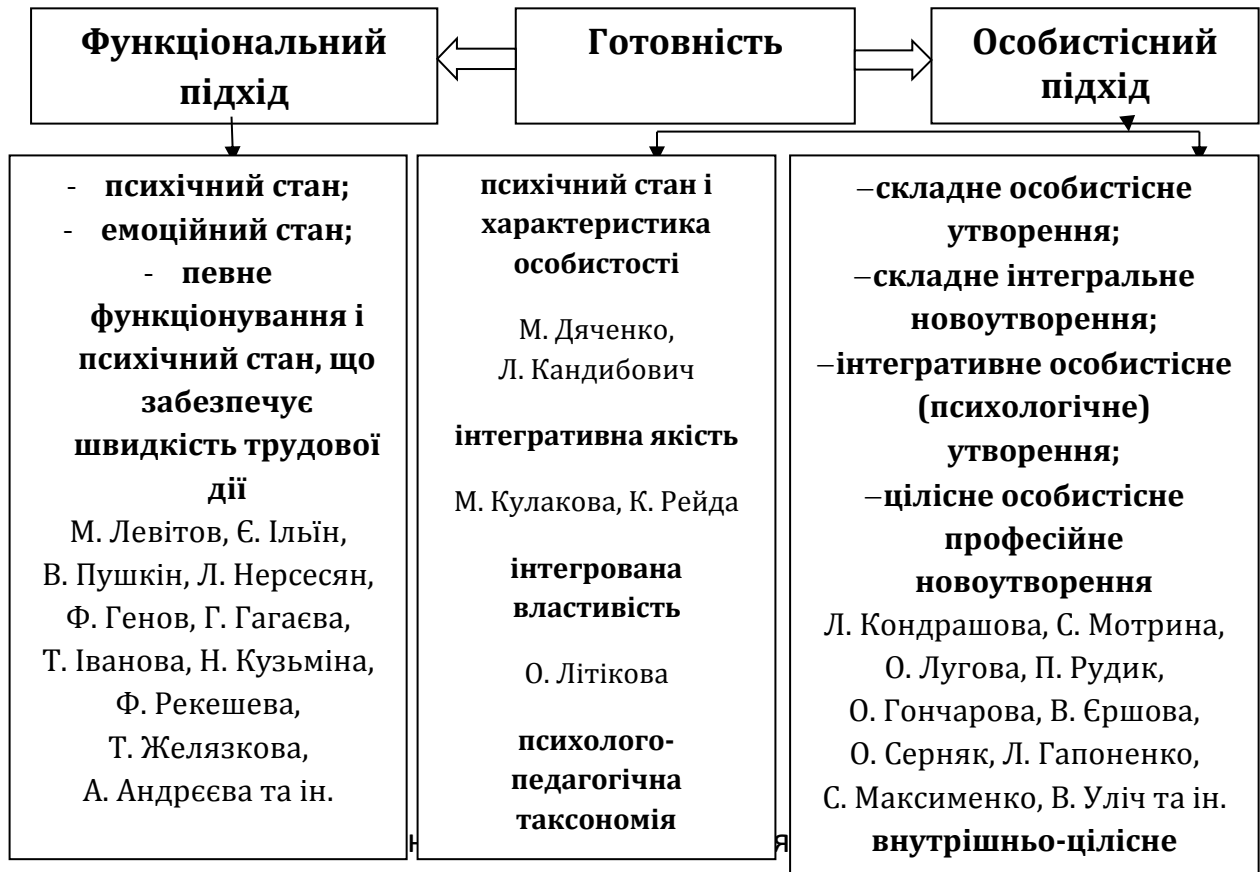 Функціональний
підхід
Готовність
Особистісний
підхід
- психічний стан;
- емоційний стан;
- певне
функціонування і
психічний стан, що
забезпечує
швидкість трудової
дії
М. Левітов, Є. Ільїн,
В. Пушкін, Л. Нерсесян,
Ф. Генов, Г. Гагаєва,
Т. Іванова, Н. Кузьміна,
Ф. Рекешева,
Т. Желязкова,
А. Андрєєва та ін.
психічний стан і
характеристика
особистості
М. Дяченко,
Л. Кандибович
інтегративна якість
М. Кулакова, К. Рейда
інтегрована
властивість
О. Літікова
психолого-
педагогічна
таксономія
–складне особистісне
утворення;
–складне інтегральне
новоутворення;
–інтегративне особистісне
(психологічне)
утворення;
–цілісне особистісне
професійне
новоутворення
Л. Кондрашова, С. Мотрина,
О. Лугова, П. Рудик,
О. Гончарова, В. Єршова,
О. Серняк, Л. Гапоненко,
С. Максименко, В. Уліч та ін.
внутрішньо-цілісне